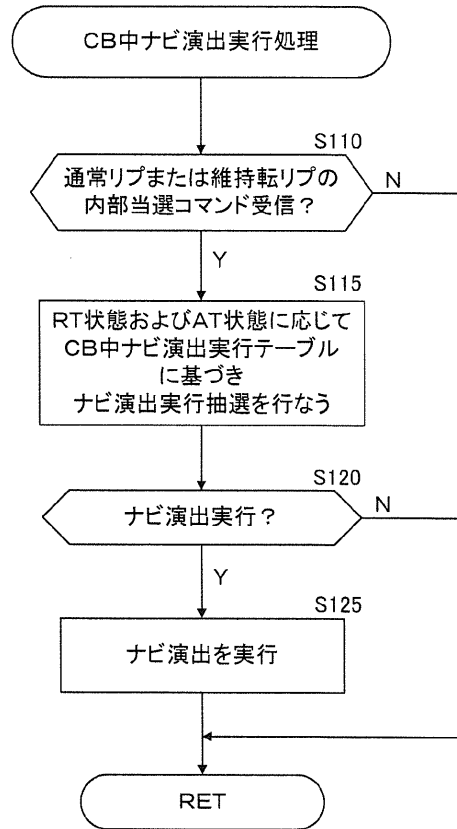 CB中ナビ演出実行処理
S110
通常リプまたは維持転リプの
内部当選コマンド受信？
N
Y
S115
RT状態およびAT状態に応じて
CB中ナビ演出実行テーブル
に基づき
ナビ演出実行抽選を行なう
S120
ナビ演出実行？
N
Y
S125
ナビ演出を実行
RET